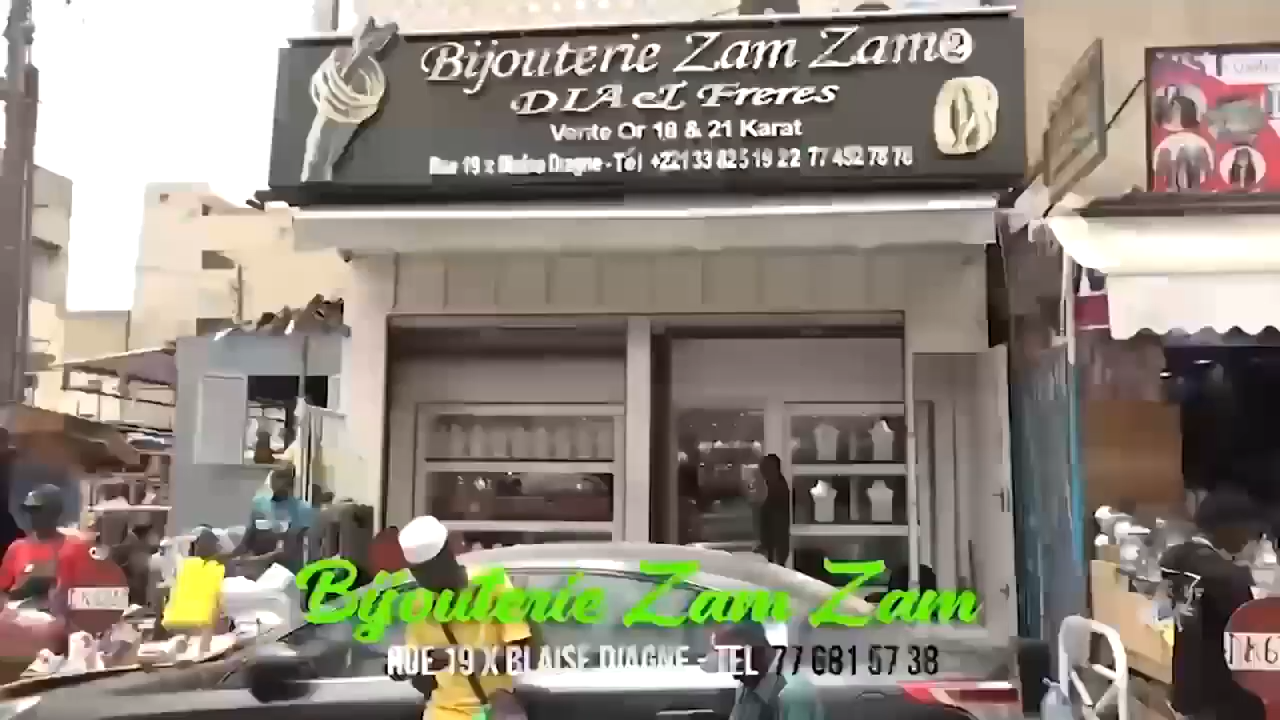 Bijouterie Zam Zam 2
DIA et Freres
Vente Or 18 & 21 Karat
Rue 19 x Blaise Diagne - Tél +221 33 825 19 22 77 452 78 78
Bijouterie Zam Zam
RUE 19 X BLAISE DIAGNE - TEL 77 681 57 38